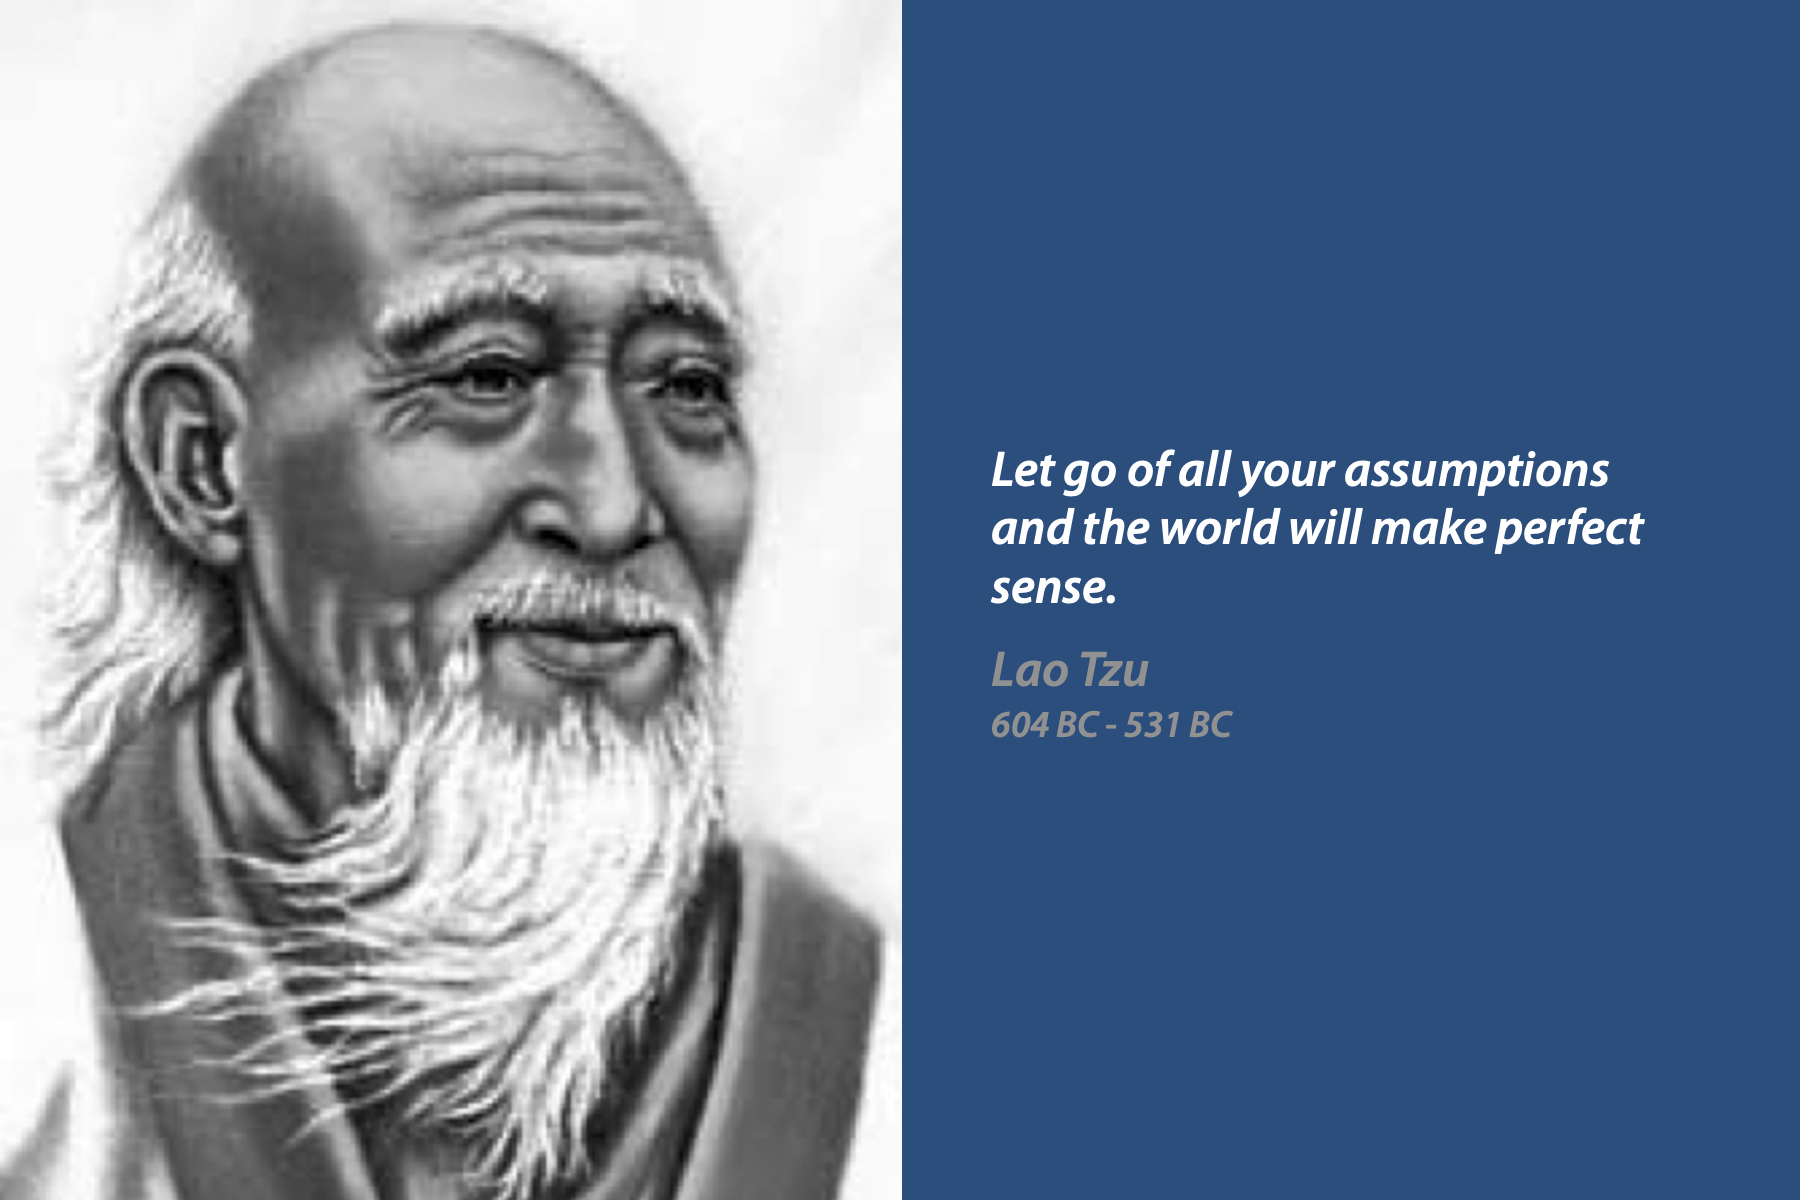 Let go of all your assumptions
and the world will make perfect
sense.
Lao Tzu
604 BC - 531 BC